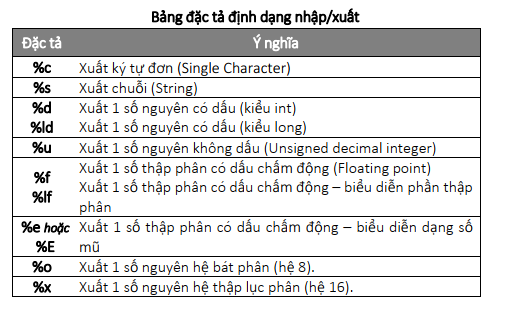 Bảng đặc tả định dạng nhập/xuất
Đặc tả Ý nghĩa
%c Xuất ký tự đơn (Single Character)
%s Xuất chuỗi (String)
%d Xuất 1 số nguyên có dấu (kiểu int)
%ld Xuất 1 số nguyên có dấu (kiểu long)
%u Xuất 1 số nguyên không dấu (Unsigned decimal integer)
%f Xuất 1 số thập phân có dấu chấm động (Floating point)
%lf Xuất 1 số thập phân có dấu chấm động – biểu diễn phần thập
phân
%e hoặc Xuất 1 số thập phân có dấu chấm động – biểu diễn dạng số
%E mũ
%o Xuất 1 số nguyên hệ bát phân (hệ 8).
%x Xuất 1 số nguyên hệ thập lục phân (hệ 16).